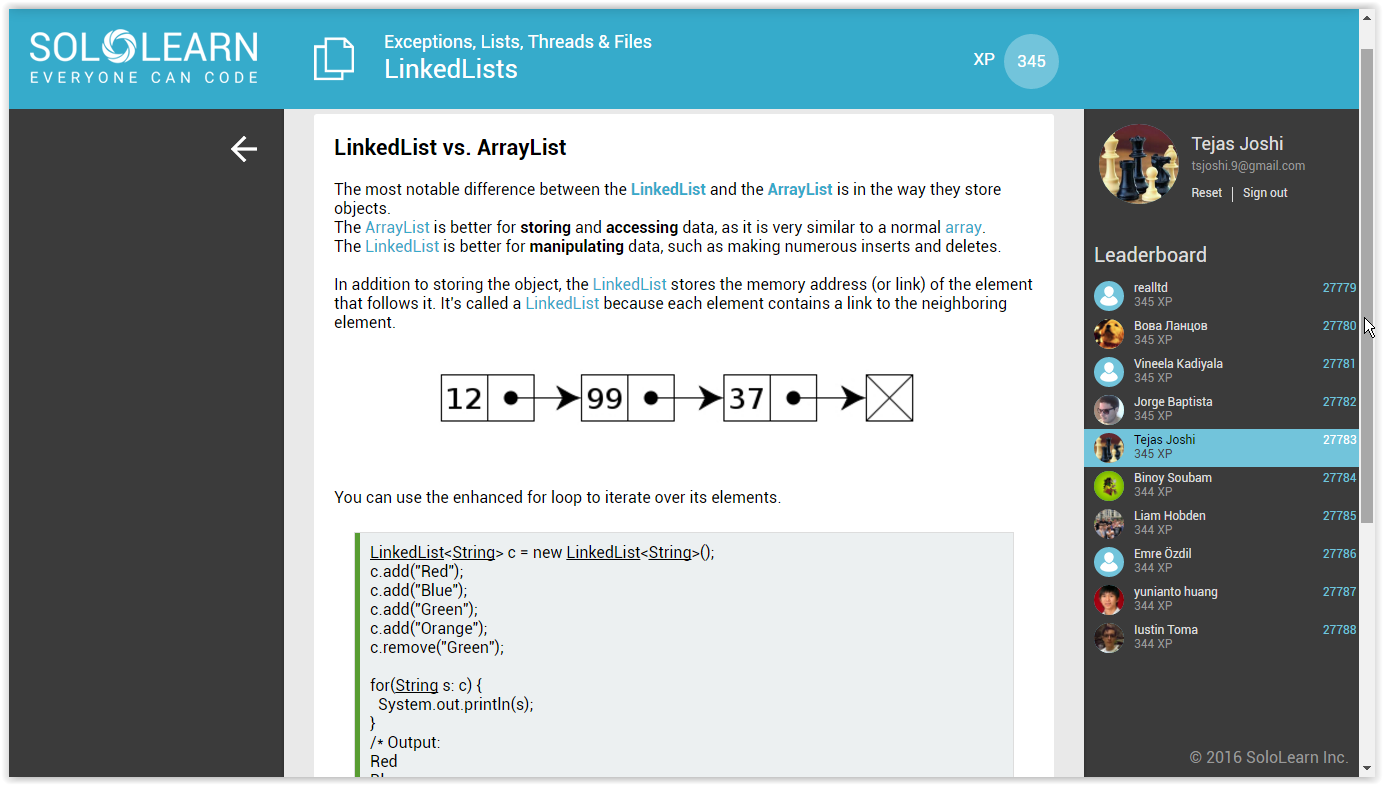 SOLOLEARN
EVERYONE CAN CODE
Exceptions, Lists, Threads & Files
LinkedLists
XP 345
LinkedList vs. ArrayList
The most notable difference between the LinkedList and the ArrayList is in the way they store
objects.
The ArrayList is better for storing and accessing data, as it is very similar to a normal array.
The LinkedList is better for manipulating data, such as making numerous inserts and deletes.
In addition to storing the object, the LinkedList stores the memory address (or link) of the element
that follows it. It's called a LinkedList because each element contains a link to the neighboring
element.
12 99 37
You can use the enhanced for loop to iterate over its elements.
LinkedList<String> c = new LinkedList<String>();
c.add("Red");
c.add("Blue");
c.add("Green");
c.add("Orange");
c.remove("Green");
for(String s: c) {
System.out.println(s);
}
/* Output:
Red
Tejas Joshi
tsjoshi.9@gmail.com
Reset | Sign out
Leaderboard
realltd 27779
345 XP
Вова Ланцов 27780
345 XP
Vineela Kadiyala 27781
345 XP
Jorge Baptista 27782
345 XP
Tejas Joshi 27783
345 XP
Binoy Soubam 27784
344 XP
Liam Hobden 27785
344 XP
Emre Özdil 27786
344 XP
yunianto huang 27787
344 XP
Iustin Toma 27788
344 XP
© 2016 SoloLearn Inc.